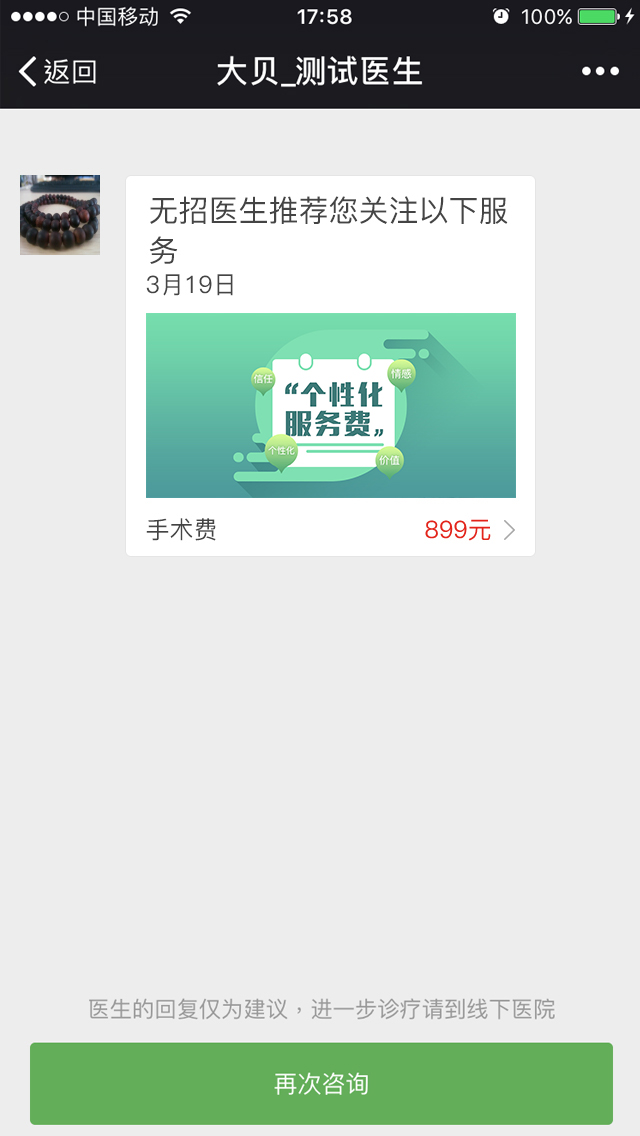 中国移动 17:58 100%
返回 大贝_测试医生
无招医生推荐您关注以下服
务
3月19日
信任
情感
“个性化
服务费”
个性化
价值
手术费 899元
医生的回复仅为建议，进一步诊疗请到线下医院
再次咨询